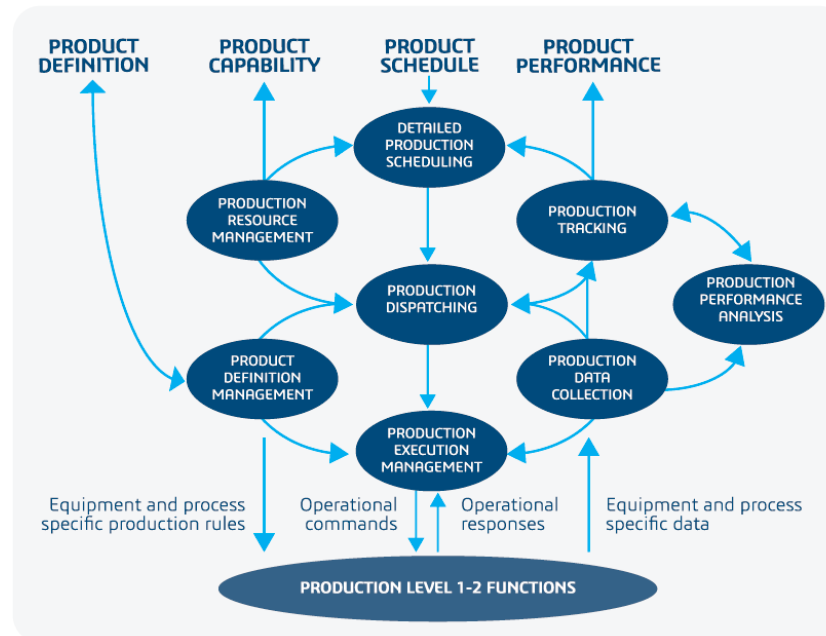 PRODUCT
DEFINITION
PRODUCT
CAPABILITY
PRODUCT
SCHEDULE
PRODUCT
PERFORMANCE
DETAILED
PRODUCTION
SCHEDULING
PRODUCTION
RESOURCE
MANAGEMENT
PRODUCTION
TRACKING
PRODUCTION
DISPATCHING
PRODUCTION
PERFORMANCE
ANALYSIS
PRODUCT
DEFINITION
MANAGEMENT
PRODUCTION
DATA
COLLECTION
PRODUCTION
EXECUTION
MANAGEMENT
Equipment and process
specific production rules
Operational
commands
Operational
responses
Equipment and process
specific data
PRODUCTION LEVEL 1-2 FUNCTIONS